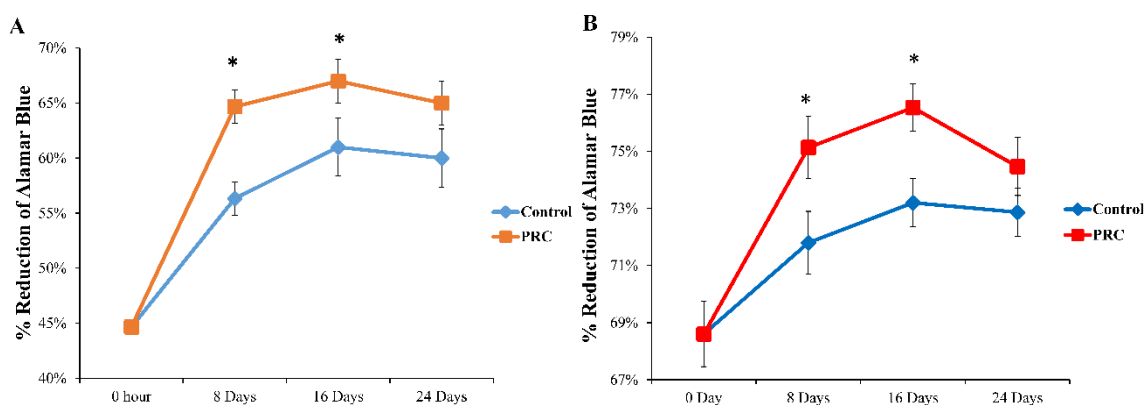 A
% Reduction of Alamar Blue
70%
65%
60%
55%
50%
45%
40%
* *
0 hour 8 Days 16 Days 24 Days
Control
PRC
B
% Reduction of Alamar Blue
79%
77%
75%
73%
71%
69%
67%
* *
0 Day 8 Days 16 Days 24 Days
Control
PRC